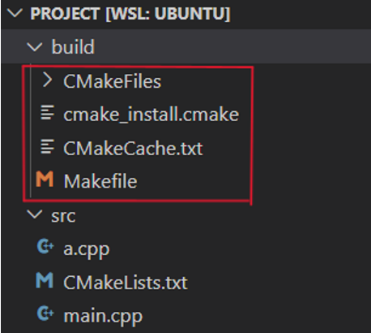 PROJECT [WSL: UBUNTU]
build
CMakeFiles
cmake_install.cmake
CMakeCache.txt
Makefile
src
a.cpp
CMakeLists.txt
main.cpp